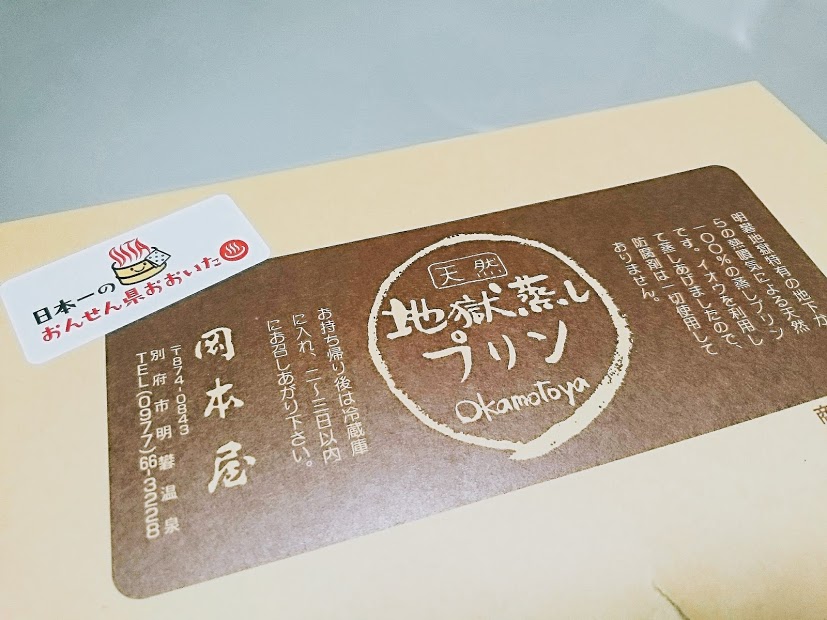 日本一の
おんせん県おおいた
天然
地獄蒸し
プリン
Okamotoya
明礬地獄特有の地下か
らの熱噴気による天然
一〇〇%の蒸しプリン
です。イオウを利用し
て蒸しあげましたので、
防腐剤は一切使用して
おりません。
お持ち帰り後は冷蔵庫
に入れ、二〜三日以内
にお召しあがり下さい。
岡本屋
〒874-0843
別府市明礬温泉
TEL(0977)66-3228
商